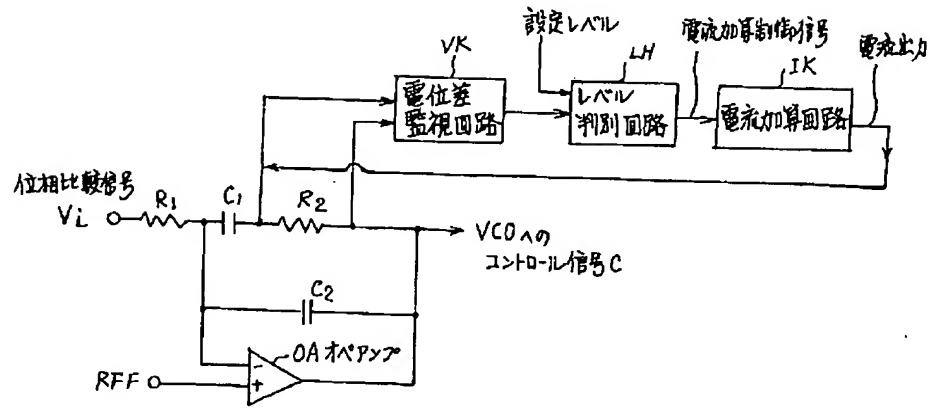 設定レベル
電流加算制御信号
電流出力
VK
LH
IK
電位差
監視回路
レベル
判別回路
電流加算回路
位相比較信号
Vi
R1
C1
R2
VCOへの
コントロール信号C
C2
OAオペアンプ
-
+
RFF